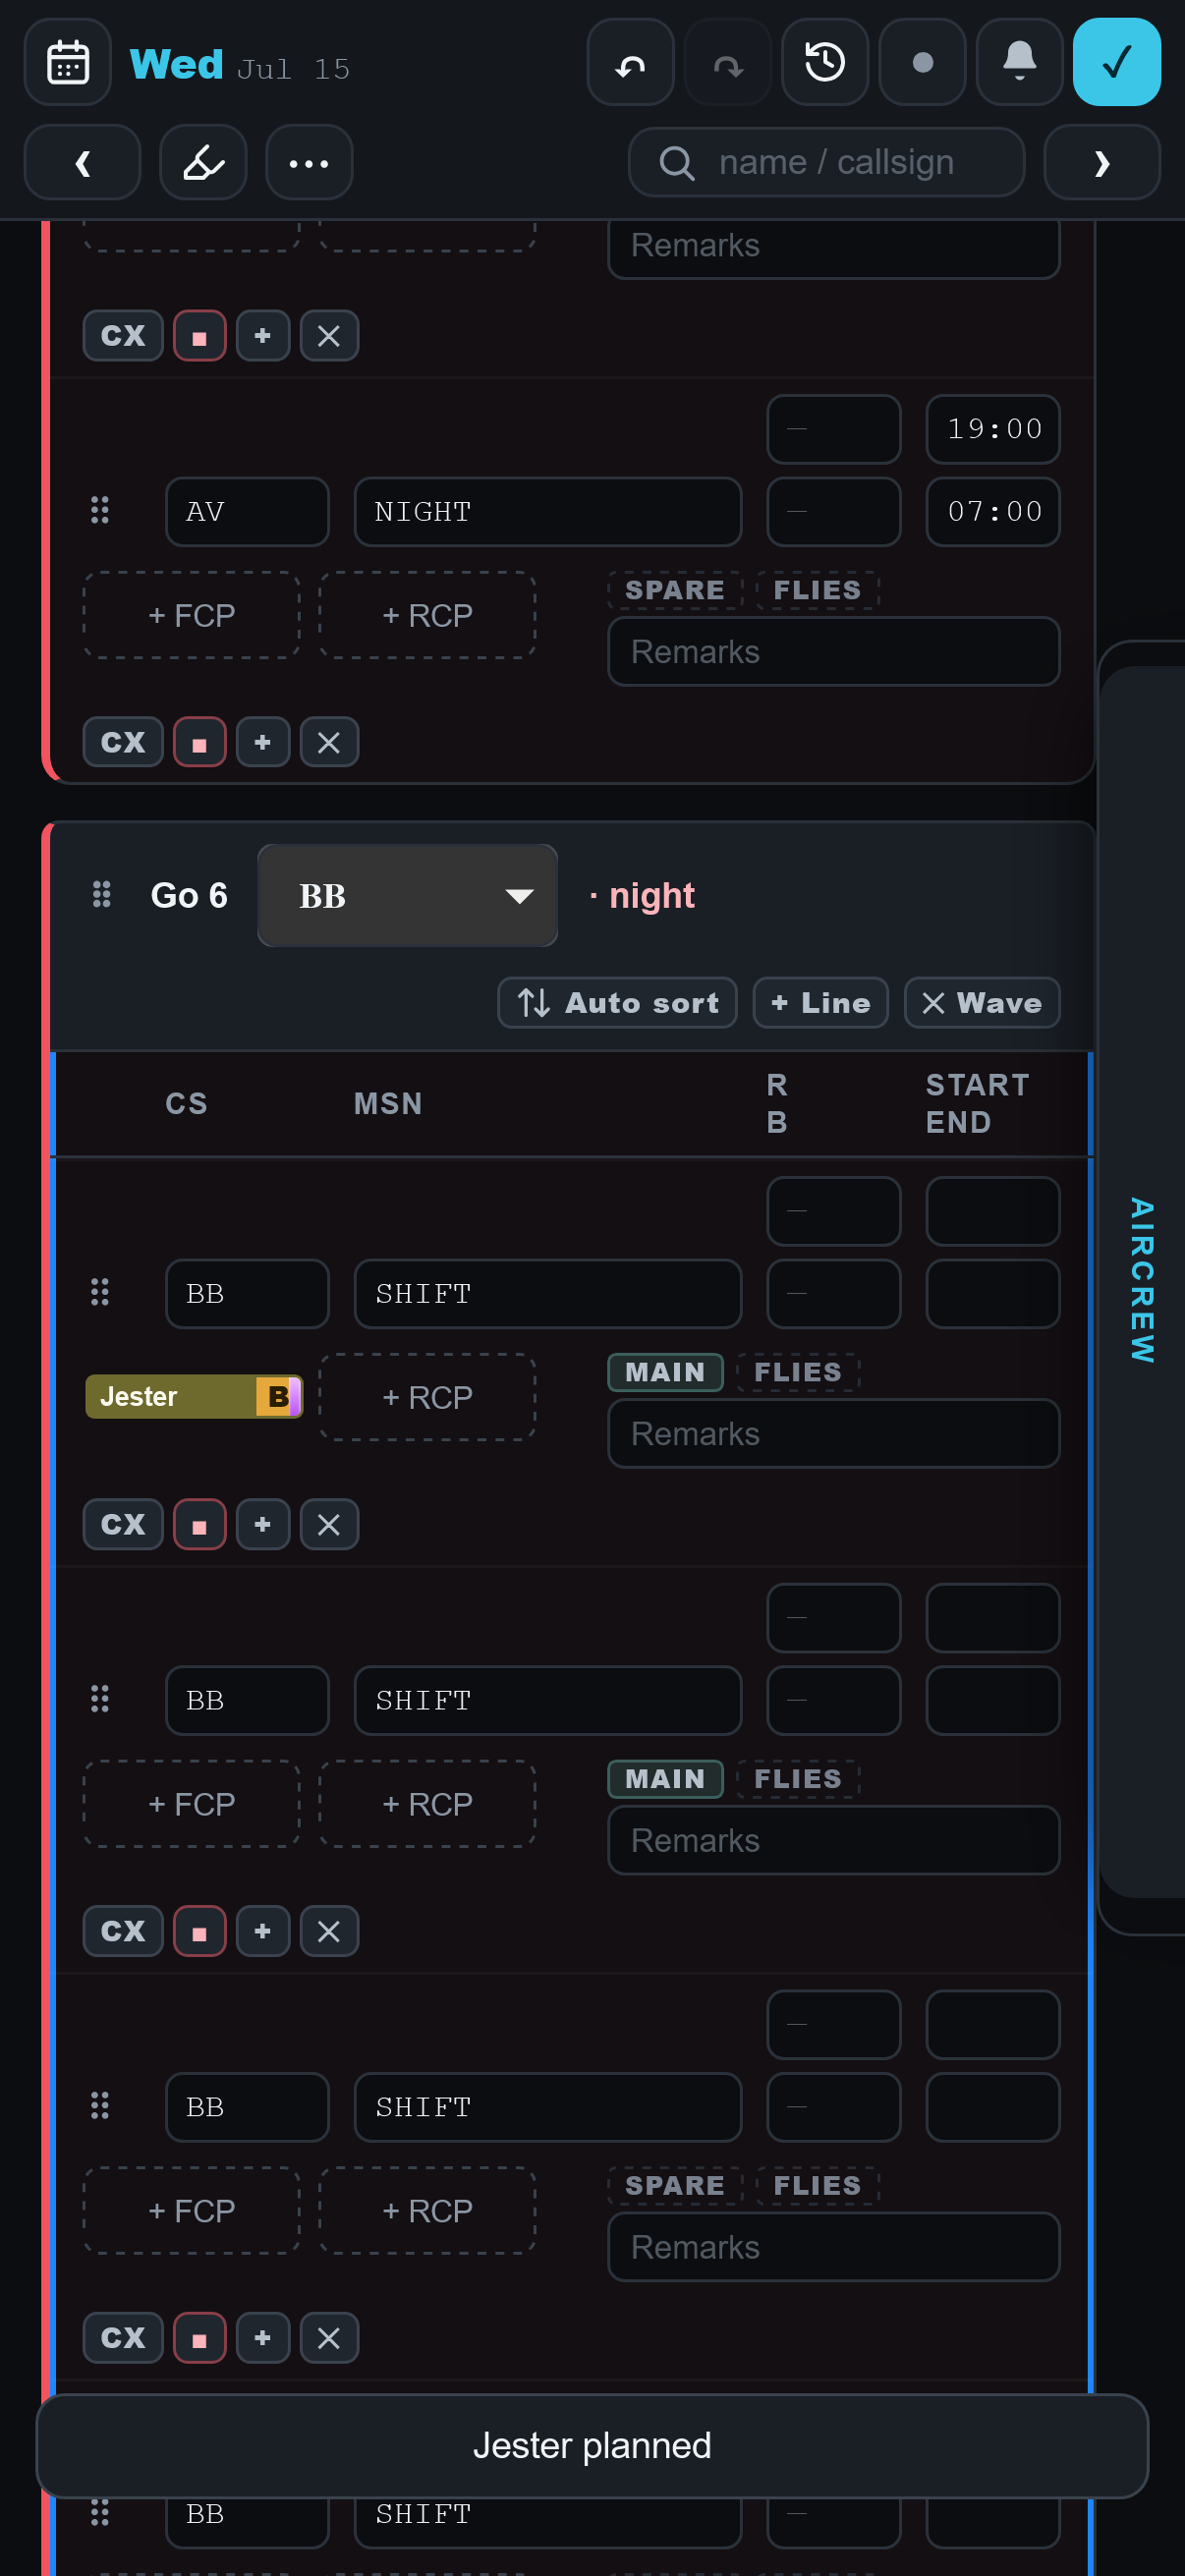 Wed Jul 15
name / callsign
Remarks
CX + ×
— 19:00
AV NIGHT — 07:00
+ FCP + RCP SPARE FLIES
Remarks
CX + ×
Go 6 BB · night
Auto sort + Line × Wave
CS MSN R START
B END
—
BB SHIFT —
Jester B + RCP MAIN FLIES
Remarks
CX + ×
—
BB SHIFT —
+ FCP + RCP MAIN FLIES
Remarks
CX + ×
—
BB SHIFT —
+ FCP + RCP SPARE FLIES
Remarks
CX + ×
Jester planned
BB SHIFT —
AIRCREW